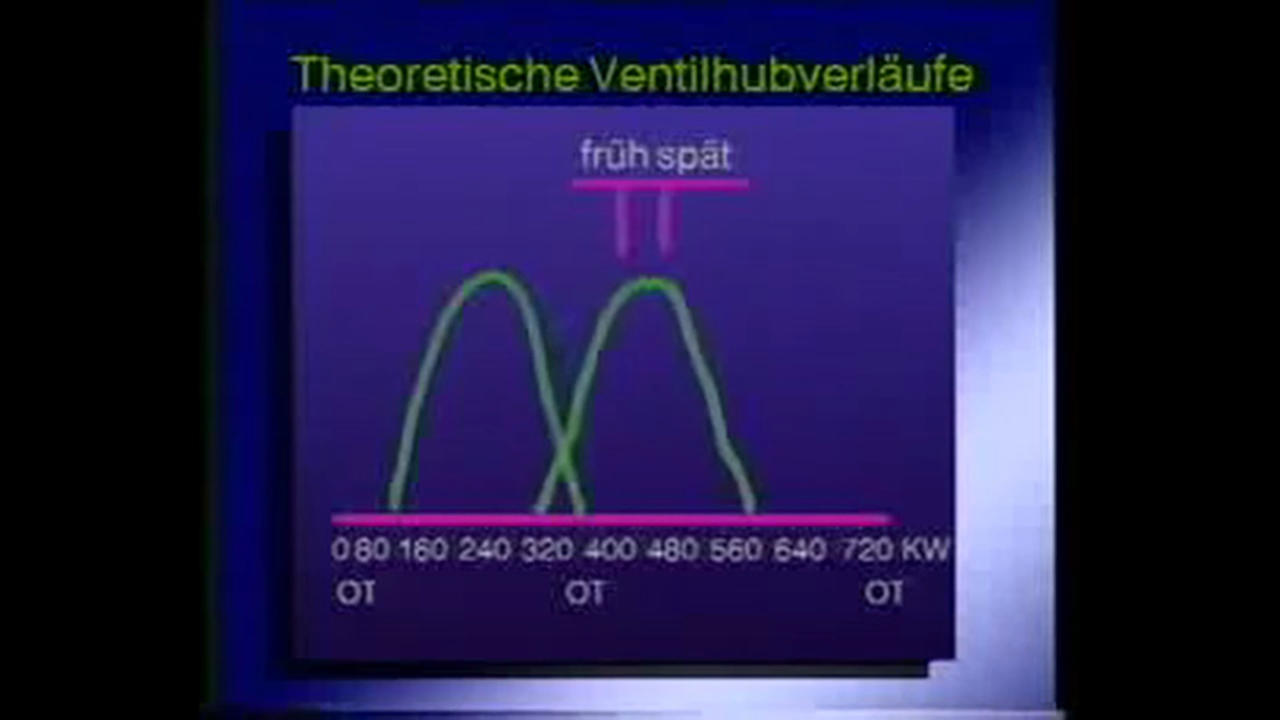 Theoretische Ventilhubverläufe
früh spät
0 80 160 240 320 400 480 560 640 720 KW
OT OT OT